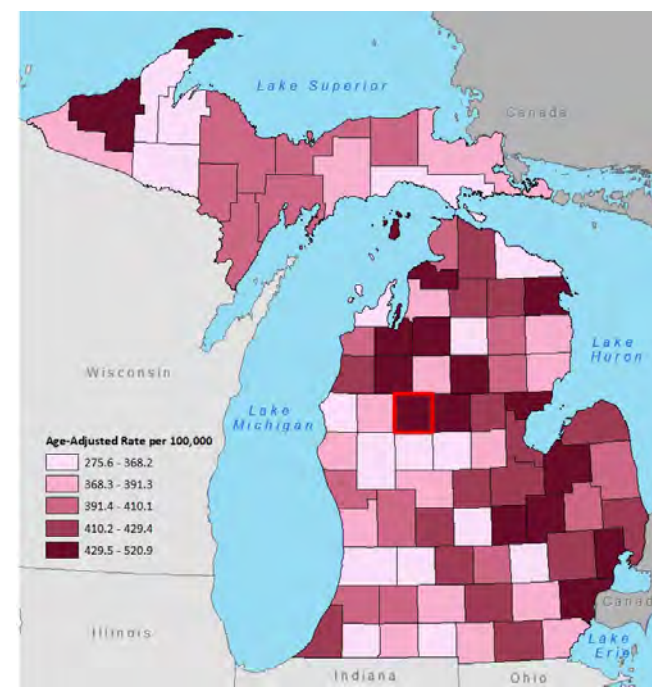 Lake Superior
Canada
Wisconsin
Lake
Huron
Lake
Michigan
Age-Adjusted Rate per 100,000
275.6 - 368.2
368.3 - 391.3
391.4 - 410.1
410.2 - 429.4
429.5 - 520.9
Illinois
Canad
Lake
Erie
Indiana
Ohio